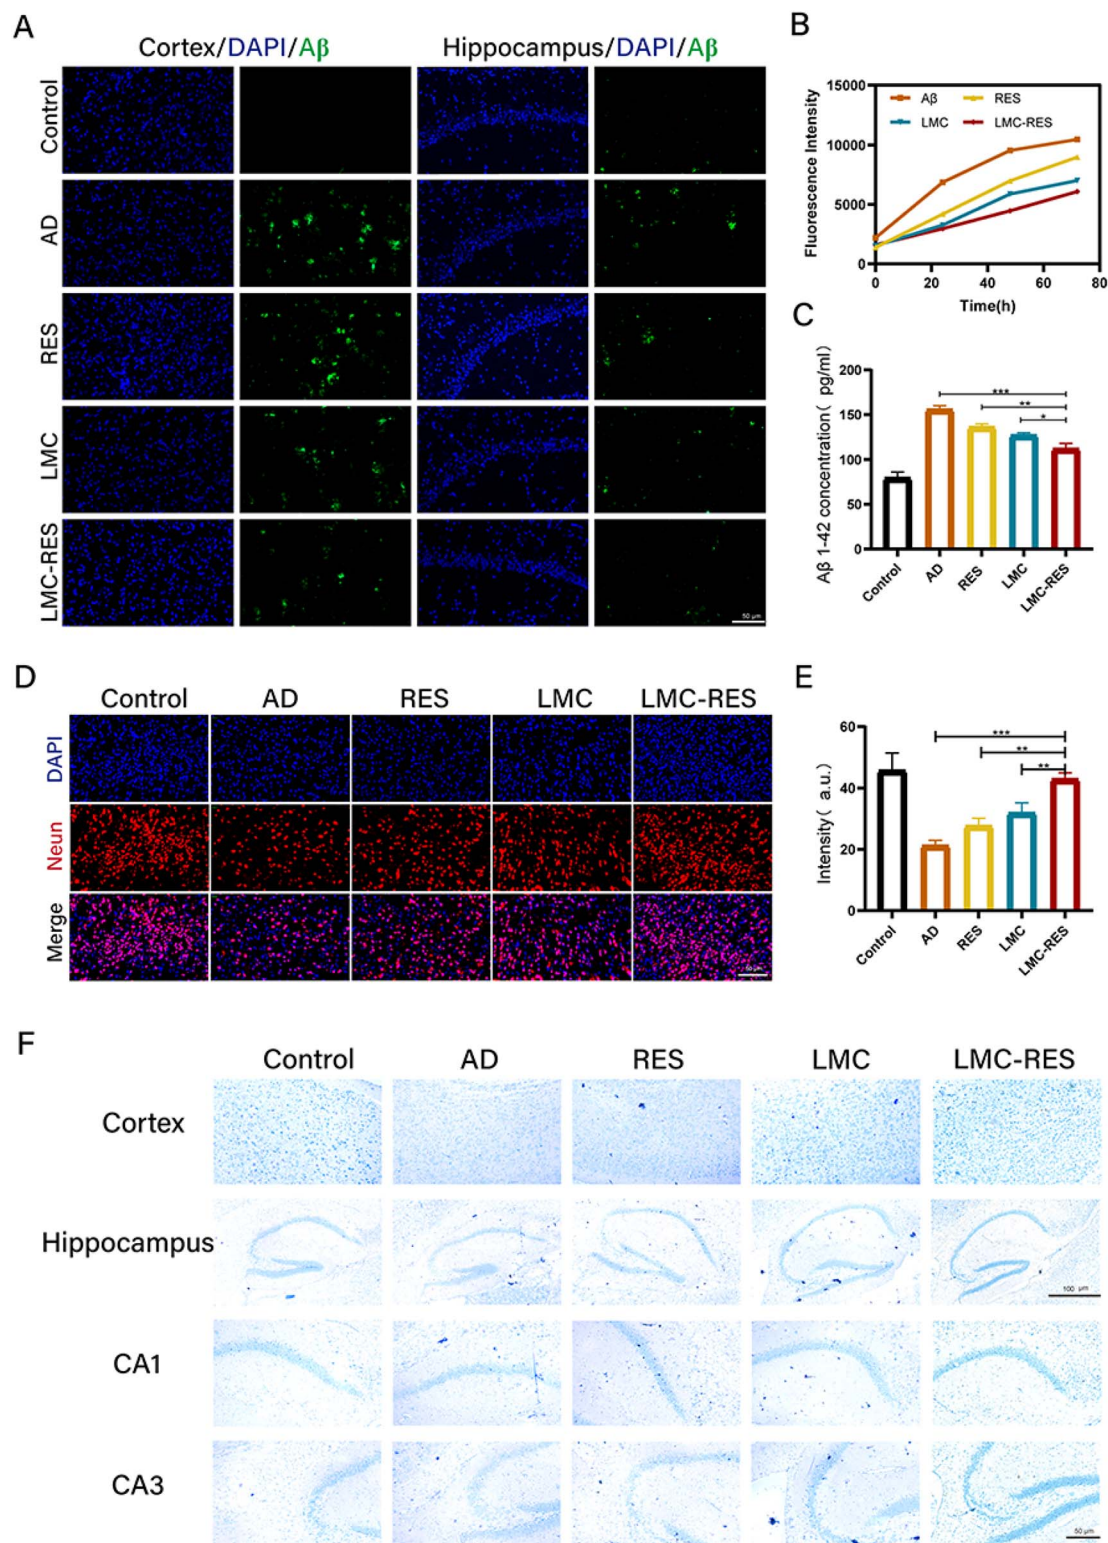 A
Cortex/DAPI/Aβ
Hippocampus/DAPI/Aβ
Control
AD
RES
LMC
LMC-RES
50 μm
B
Fluorescence Intensity
15000
10000
5000
0
Aβ
RES
LMC
LMC-RES
0 20 40 60 80
Time(h)
C
Aβ 1-42 concentration( pg/ml)
200
150
100
50
0
***
**
*
Control AD RES LMC LMC-RES
D
Control AD RES LMC LMC-RES
DAPI
Neun
Merge
50 μm
E
Intensity( a.u.)
60
40
20
0
***
**
**
Control AD RES LMC LMC-RES
F
Control AD RES LMC LMC-RES
Cortex
Hippocampus
100 μm
CA1
CA3
50 μm